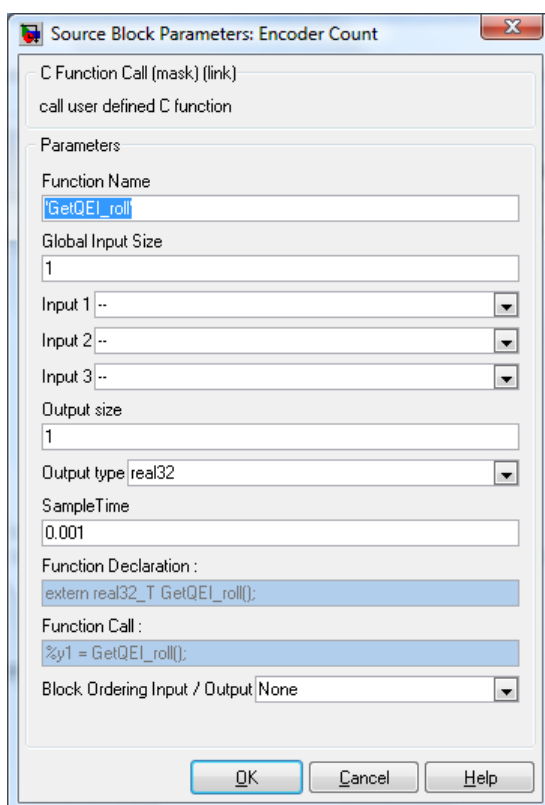 Source Block Parameters: Encoder Count
C Function Call (mask) (link)
call user defined C function
Parameters
Function Name
'GetQEI_roll'
Global Input Size
1
Input 1 --
Input 2 --
Input 3 --
Output size
1
Output type real32
SampleTime
0.001
Function Declaration :
extern real32_T GetQEI_roll();
Function Call :
%y1 = GetQEI_roll();
Block Ordering Input / Output None
OK Cancel Help